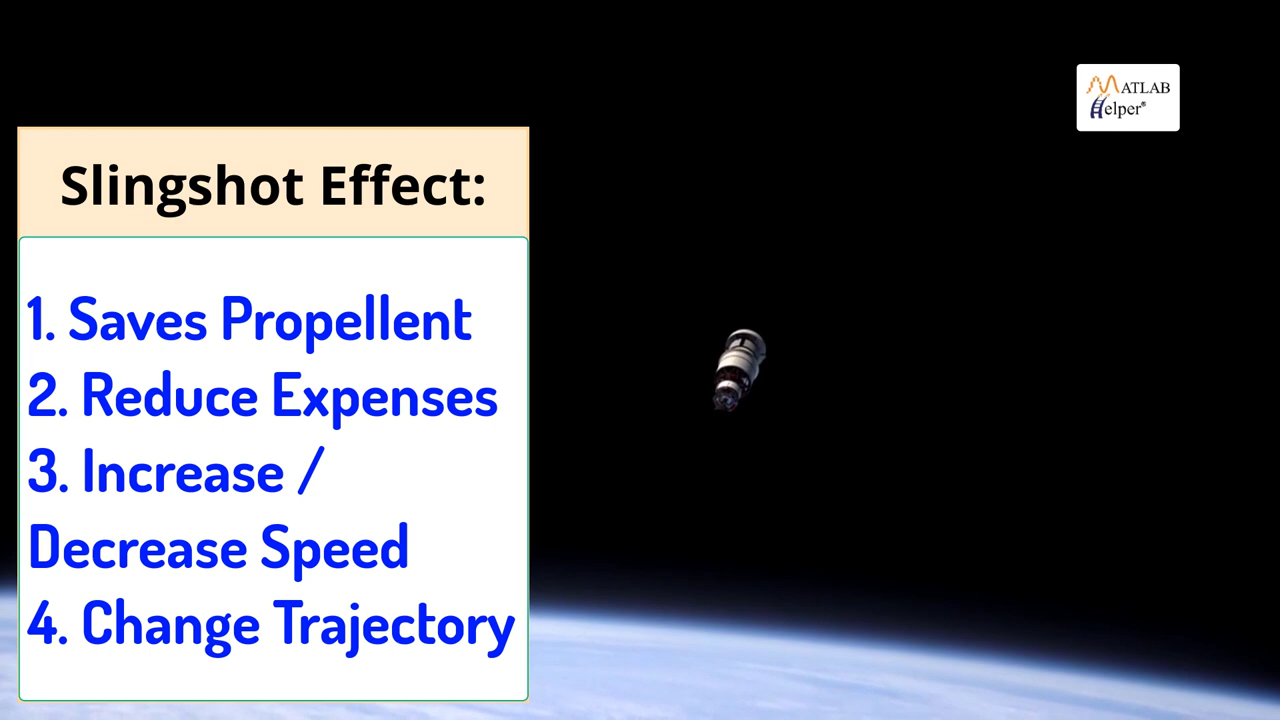 MATLAB
Helper®
Slingshot Effect:
1. Saves Propellent
2. Reduce Expenses
3. Increase /
Decrease Speed
4. Change Trajectory